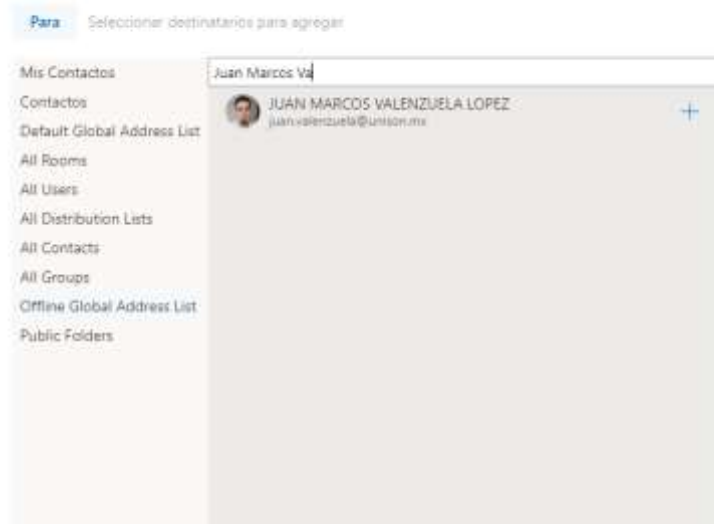 Para Seleccionar destinatarios para agregar
Mis Contactos
Contactos
Default Global Address List
All Rooms
All Users
All Distribution Lists
All Contacts
All Groups
Offline Global Address List
Public Folders
Juan Marcos Va
JUAN MARCOS VALENZUELA LOPEZ
juan.valenzuela@unison.mx